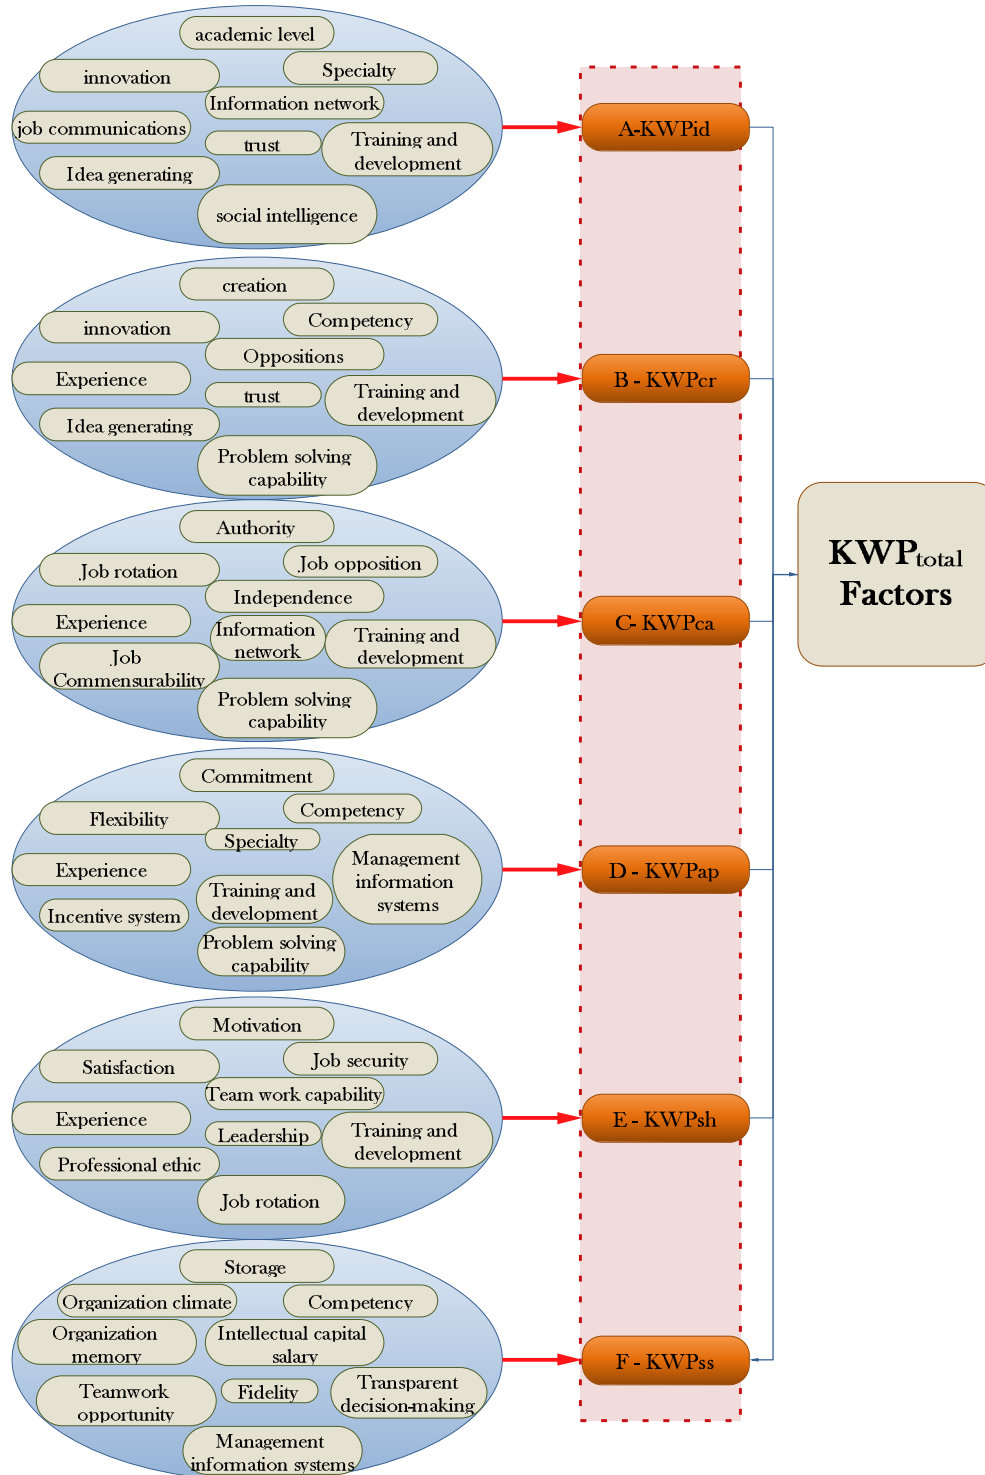 academic level
innovation
Specialty
Information network
job communications
trust
Training and
development
Idea generating
social intelligence
A-KWPid
creation
innovation
Competency
Oppositions
Experience
trust
Training and
development
Idea generating
Problem solving
capability
B - KWPcr
Authority
Job rotation
Job opposition
Independence
Experience
Information
network
Training and
development
Job
Commensurability
Problem solving
capability
C- KWPca
KWPtotal
Factors
Commitment
Flexibility
Competency
Specialty
Experience
Management
information
systems
Training and
development
Incentive system
Problem solving
capability
D - KWPap
Motivation
Satisfaction
Job security
Team work capability
Experience
Leadership
Training and
development
Professional ethic
Job rotation
E - KWPsh
Storage
Organization climate
Competency
Organization
memory
Intellectual capital
salary
Teamwork
opportunity
Fidelity
Transparent
decision-making
Management
information systems
F - KWPss